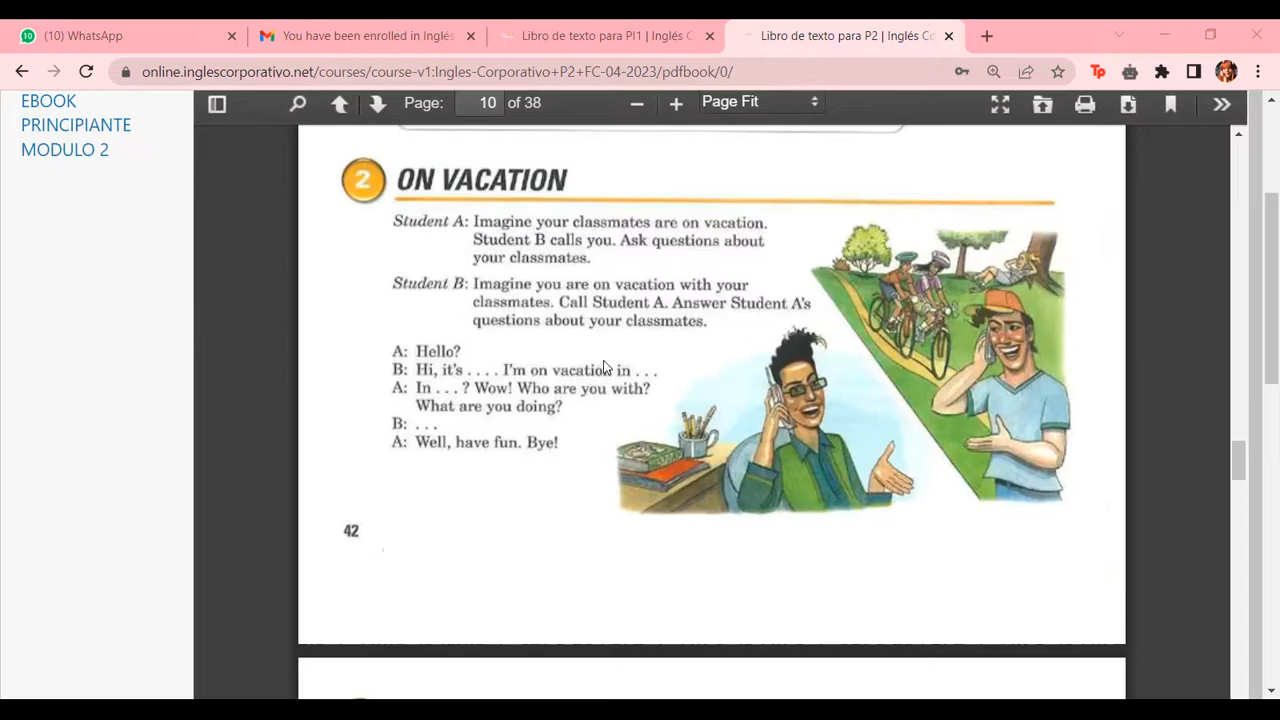 (10) WhatsApp
You have been enrolled in Inglés
Libro de texto para PI1 | Inglés C
Libro de texto para P2 | Inglés Co
online.inglescorporativo.net/courses/course-v1:Ingles-Corporativo+P2+FC-04-2023/pdfbook/0/
EBOOK
PRINCIPIANTE
MODULO 2
Page: 10 of 38
Page Fit
2 ON VACATION
Student A: Imagine your classmates are on vacation.
Student B calls you. Ask questions about
your classmates.
Student B: Imagine you are on vacation with your
classmates. Call Student A. Answer Student A's
questions about your classmates.
A: Hello?
B: Hi, it's . . . . I'm on vacation in . . .
A: In . . . ? Wow! Who are you with?
What are you doing?
B: . . .
A: Well, have fun. Bye!
42